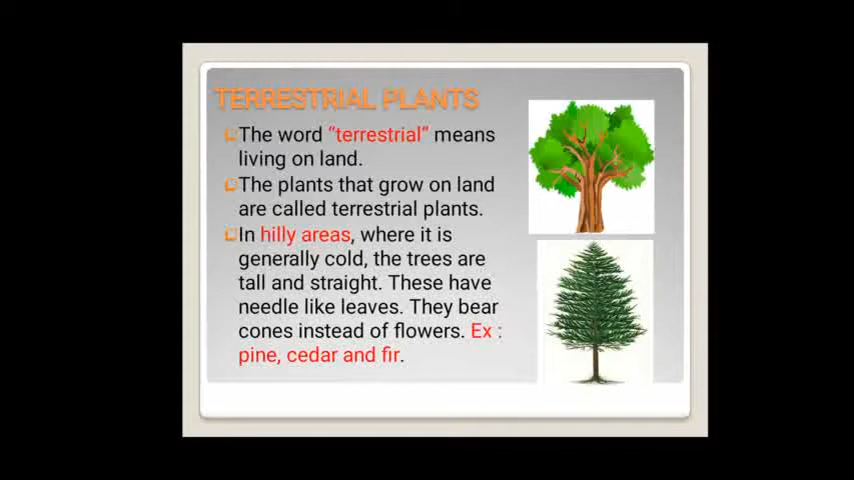 TERRESTRIAL PLANTS
The word “terrestrial” means
living on land.
The plants that grow on land
are called terrestrial plants.
In hilly areas, where it is
generally cold, the trees are
tall and straight. These have
needle like leaves. They bear
cones instead of flowers. Ex :
pine, cedar and fir.